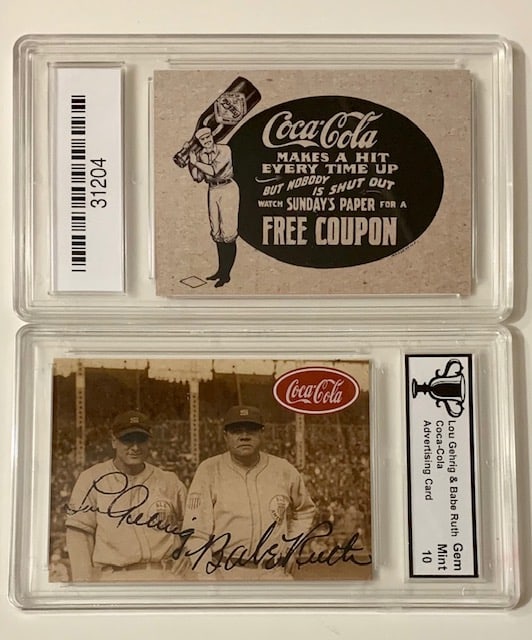 31204
Coca-Cola
MAKES A HIT
EVERY TIME UP
BUT NOBODY
IS SHUT OUT
WATCH SUNDAY'S PAPER FOR A
FREE COUPON
Coca-Cola
Lou Gehrig
Babe Ruth
Lou Gehrig & Babe Ruth
Coca-Cola
Advertising Card
Gem
Mint
10